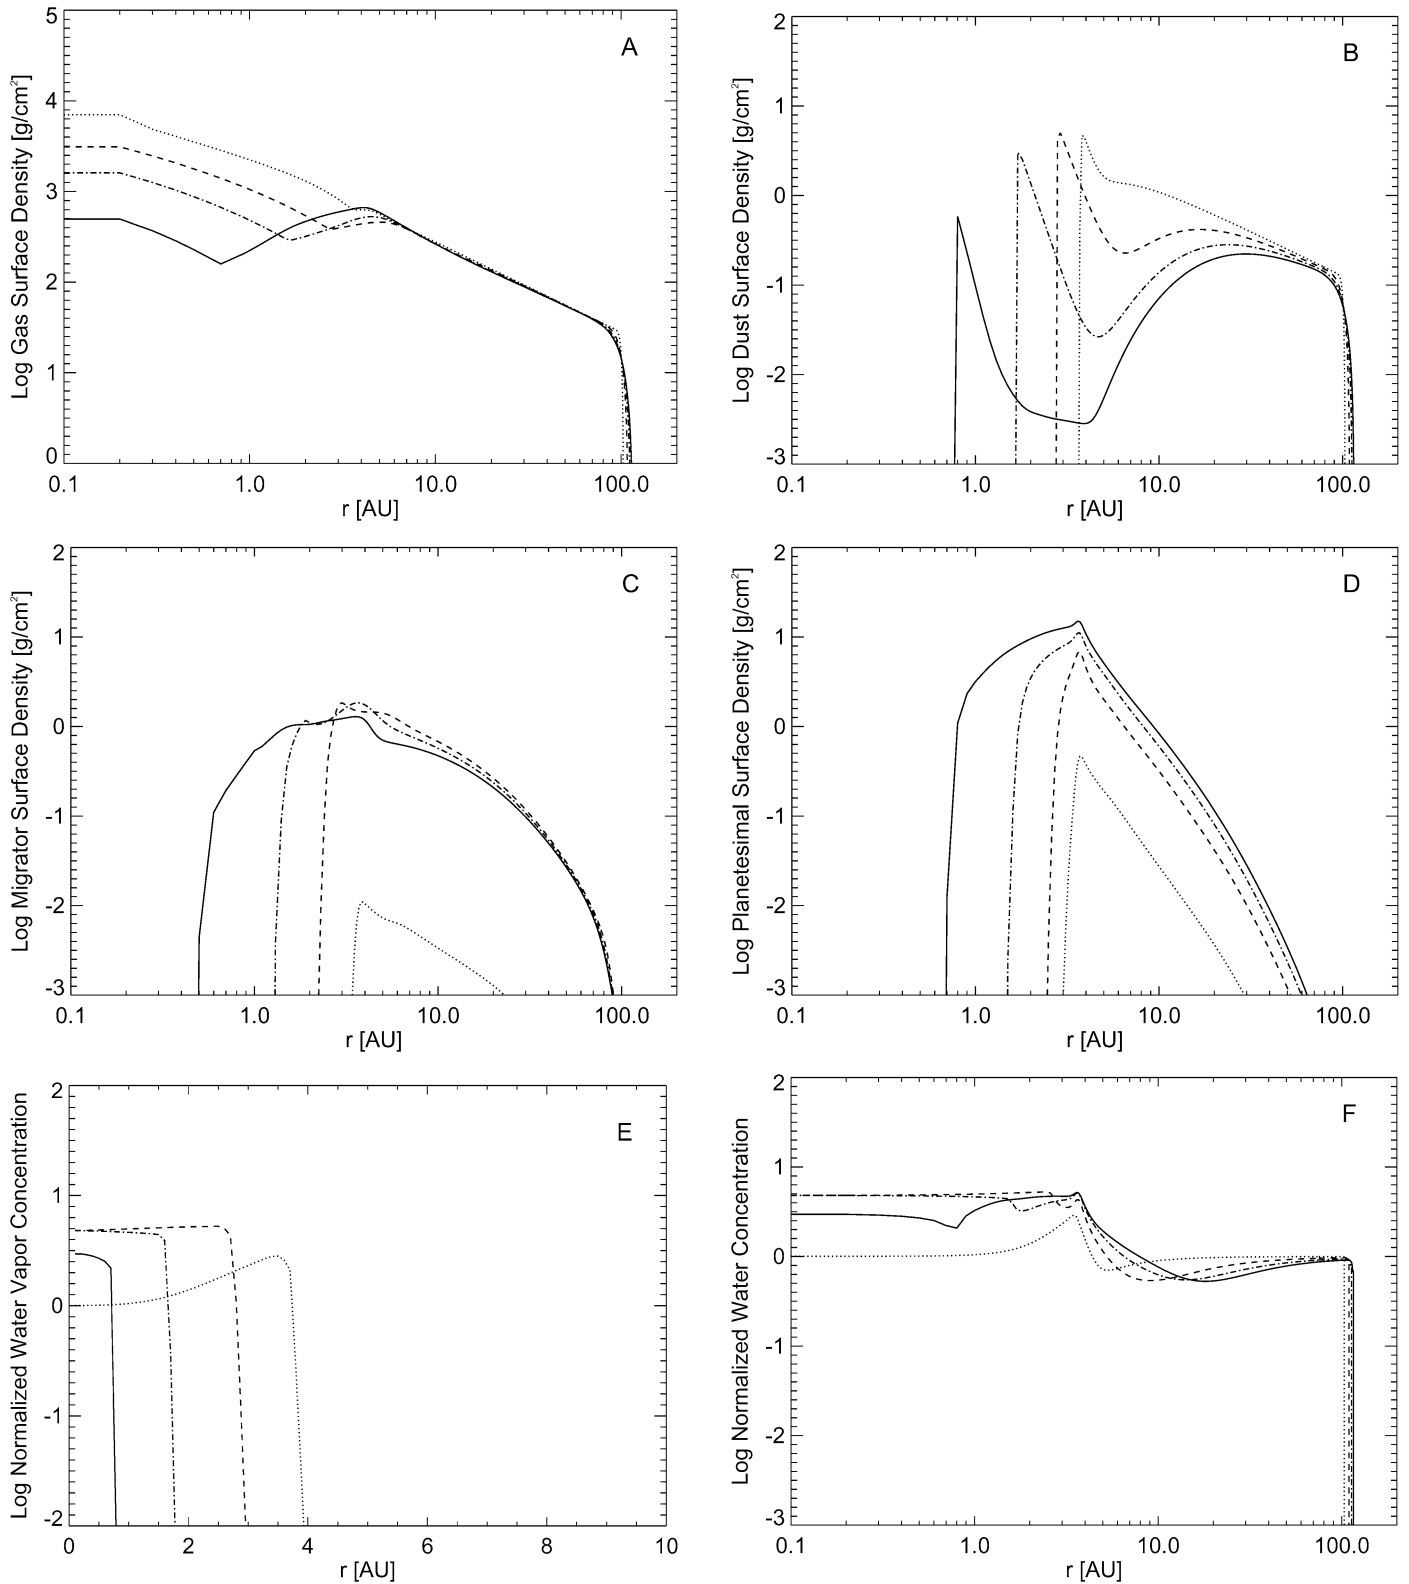 A
Log Gas Surface Density [g/cm²]
5
4
3
2
1
0
0.1 1.0 10.0 100.0
r [AU]
B
Log Dust Surface Density [g/cm²]
2
1
0
-1
-2
-3
0.1 1.0 10.0 100.0
r [AU]
C
Log Migrator Surface Density [g/cm²]
2
1
0
-1
-2
-3
0.1 1.0 10.0 100.0
r [AU]
D
Log Planetesimal Surface Density [g/cm²]
2
1
0
-1
-2
-3
0.1 1.0 10.0 100.0
r [AU]
E
Log Normalized Water Vapor Concentration
2
1
0
-1
-2
0 2 4 6 8 10
r [AU]
F
Log Normalized Water Concentration
2
1
0
-1
-2
-3
0.1 1.0 10.0 100.0
r [AU]